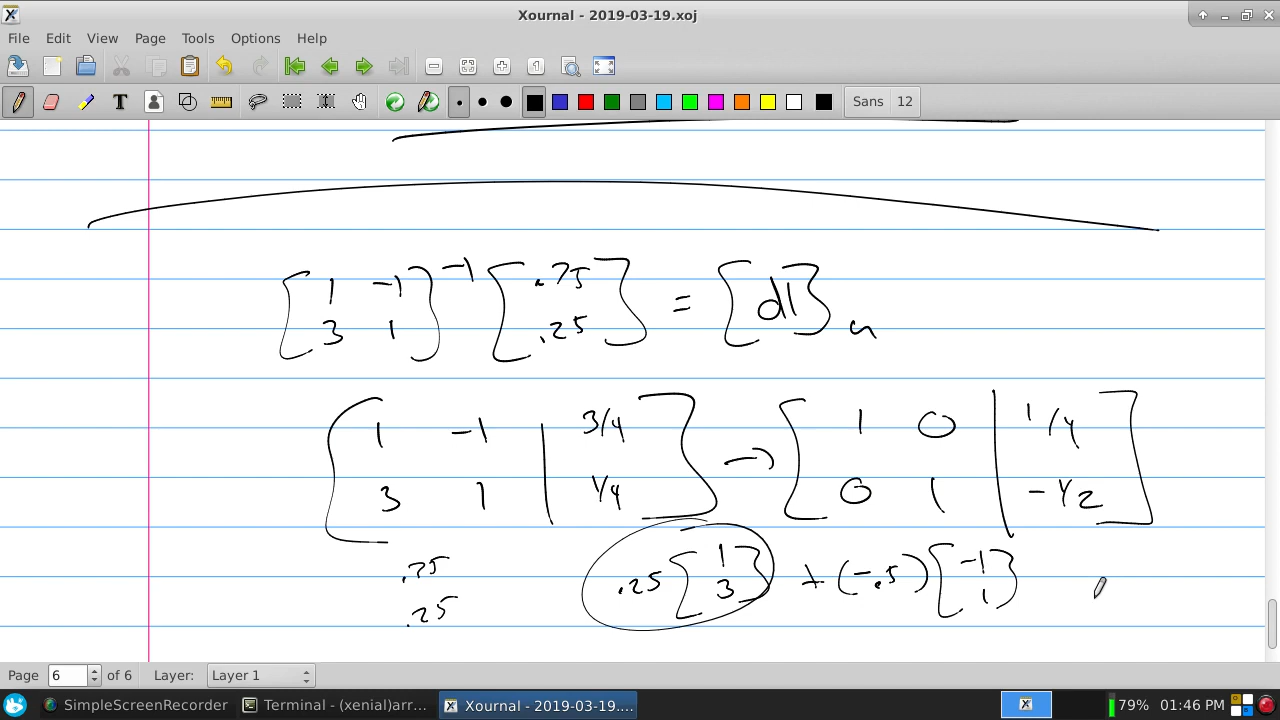 Xournal - 2019-03-19.xoj
File Edit View Page Tools Options Help
Sans 12
1 -1 -1 .75 = d1
3 1 .25 u
1 -1 | 3/4 → 1 0 | 1/4
3 1 | 1/4 0 1 | -1/2
.25 [1 3] + (-.5) [-1 1]
.25
Page 6 of 6 Layer: Layer 1
SimpleScreenRecorder Terminal - (xenial)arr... Xournal - 2019-03-19.... 79% 01:46 PM